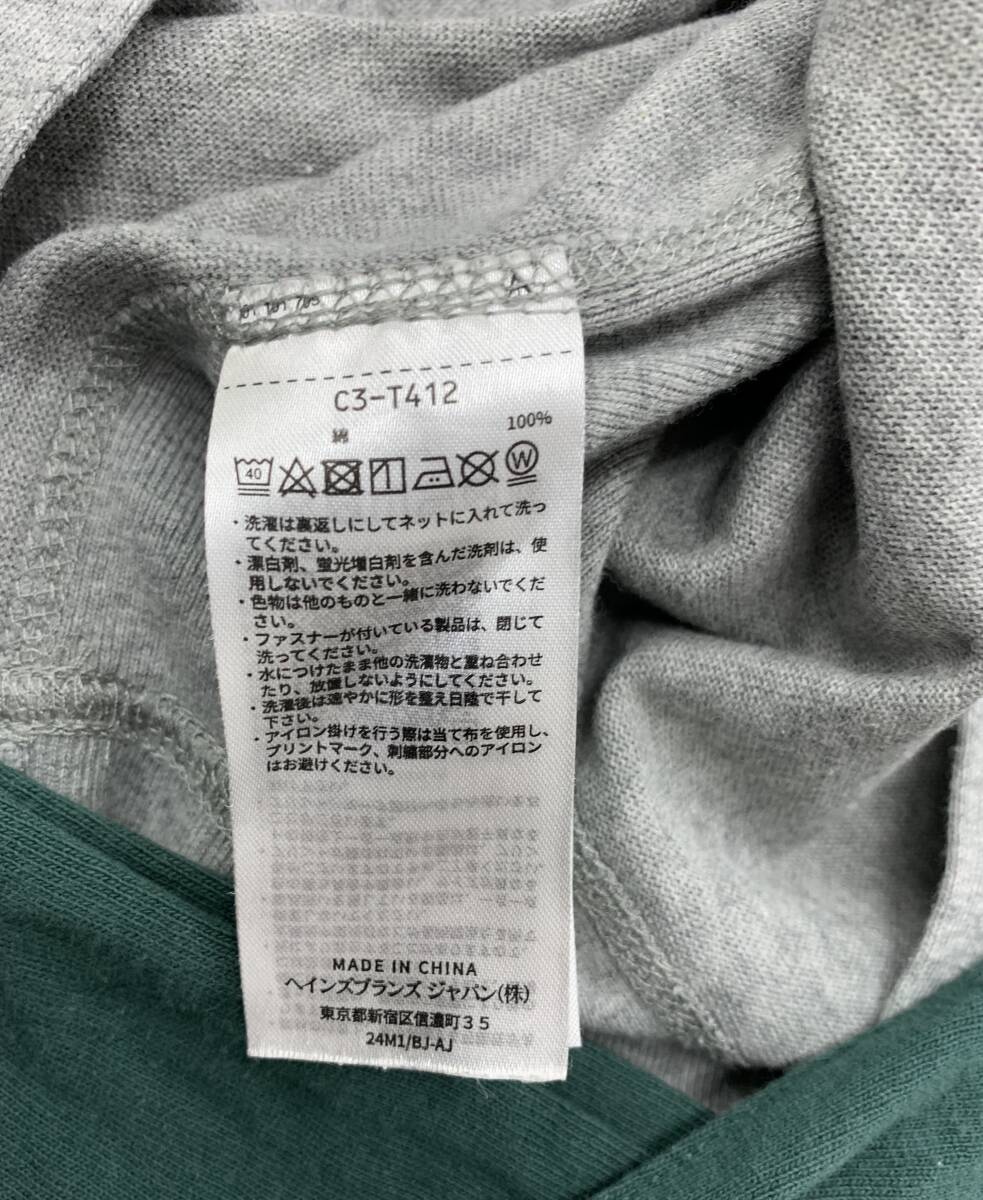 A
C3-T412
綿 100%
40 W
・洗濯は裏返しにしてネットに入れて洗っ
てください。
・漂白剤、蛍光増白剤を含んだ洗剤は、使
用しないでください。
・色物は他のものと一緒に洗わないでくだ
さい。
・ファスナーが付いている製品は、閉じて
洗ってください。
・水につけたまま他の洗濯物と重ね合わせ
たり、放置しないようにしてください。
・洗濯後は速やかに形を整え日陰で干して
下さい。
・アイロン掛けを行う際は当て布を使用し、
プリントマーク、刺繍部分へのアイロン
はお避けください。
MADE IN CHINA
ヘインズブランズ ジャパン(株)
東京都新宿区信濃町35
24M1/BJ-AJ